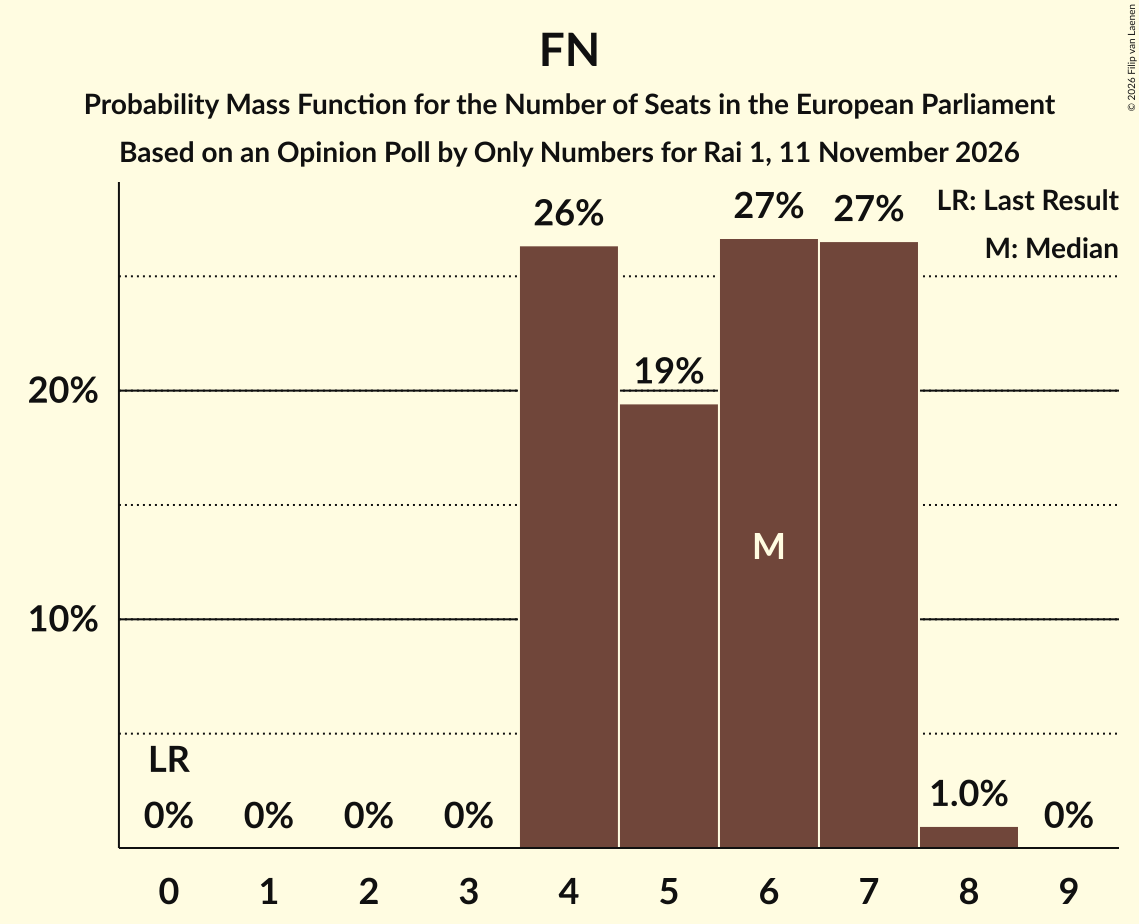 FN
Probability Mass Function for the Number of Seats in the European Parliament
Based on an Opinion Poll by Only Numbers for Rai 1, 11 November 2026
© 2026 Filip van Laenen
LR: Last Result
M: Median
26%
27%
27%
19%
20%
M
10%
LR
0%
0%
0%
0%
1.0%
0%
0 1 2 3 4 5 6 7 8 9